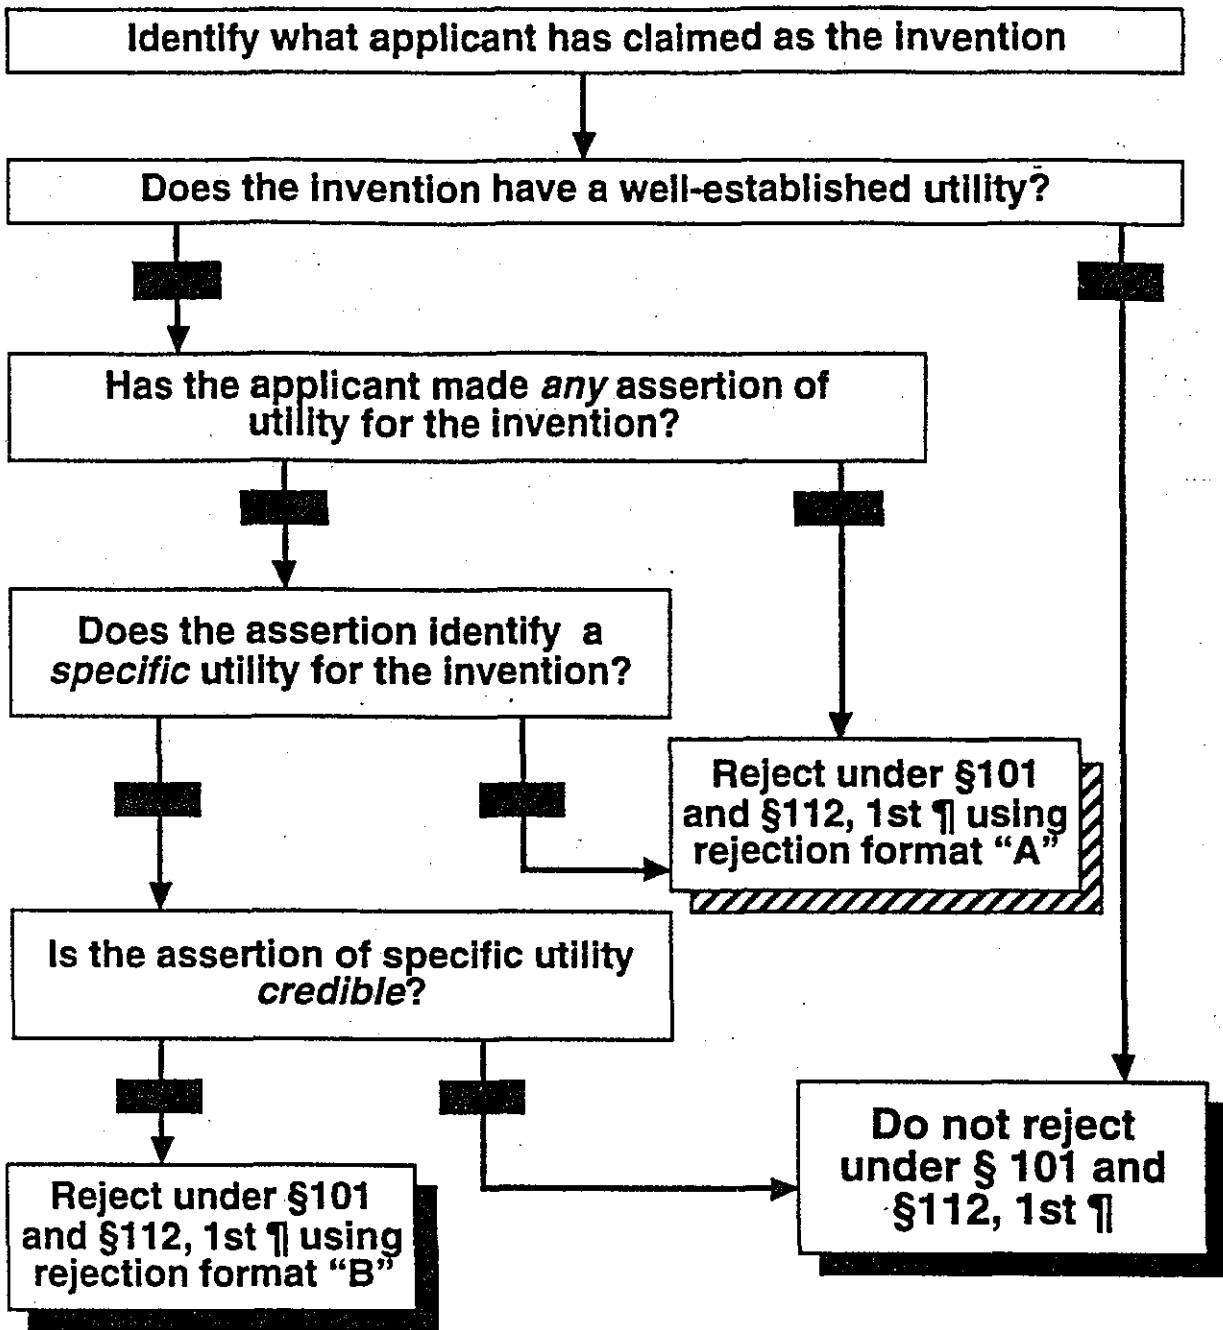 Identify what applicant has claimed as the invention
Does the invention have a well-established utility?
Has the applicant made any assertion of
utility for the invention?
Does the assertion identify a
specific utility for the invention?
Reject under §101
and §112, 1st ¶ using
rejection format “A”
Is the assertion of specific utility
credible?
Do not reject
under § 101 and
§112, 1st ¶
Reject under §101
and §112, 1st ¶ using
rejection format “B”